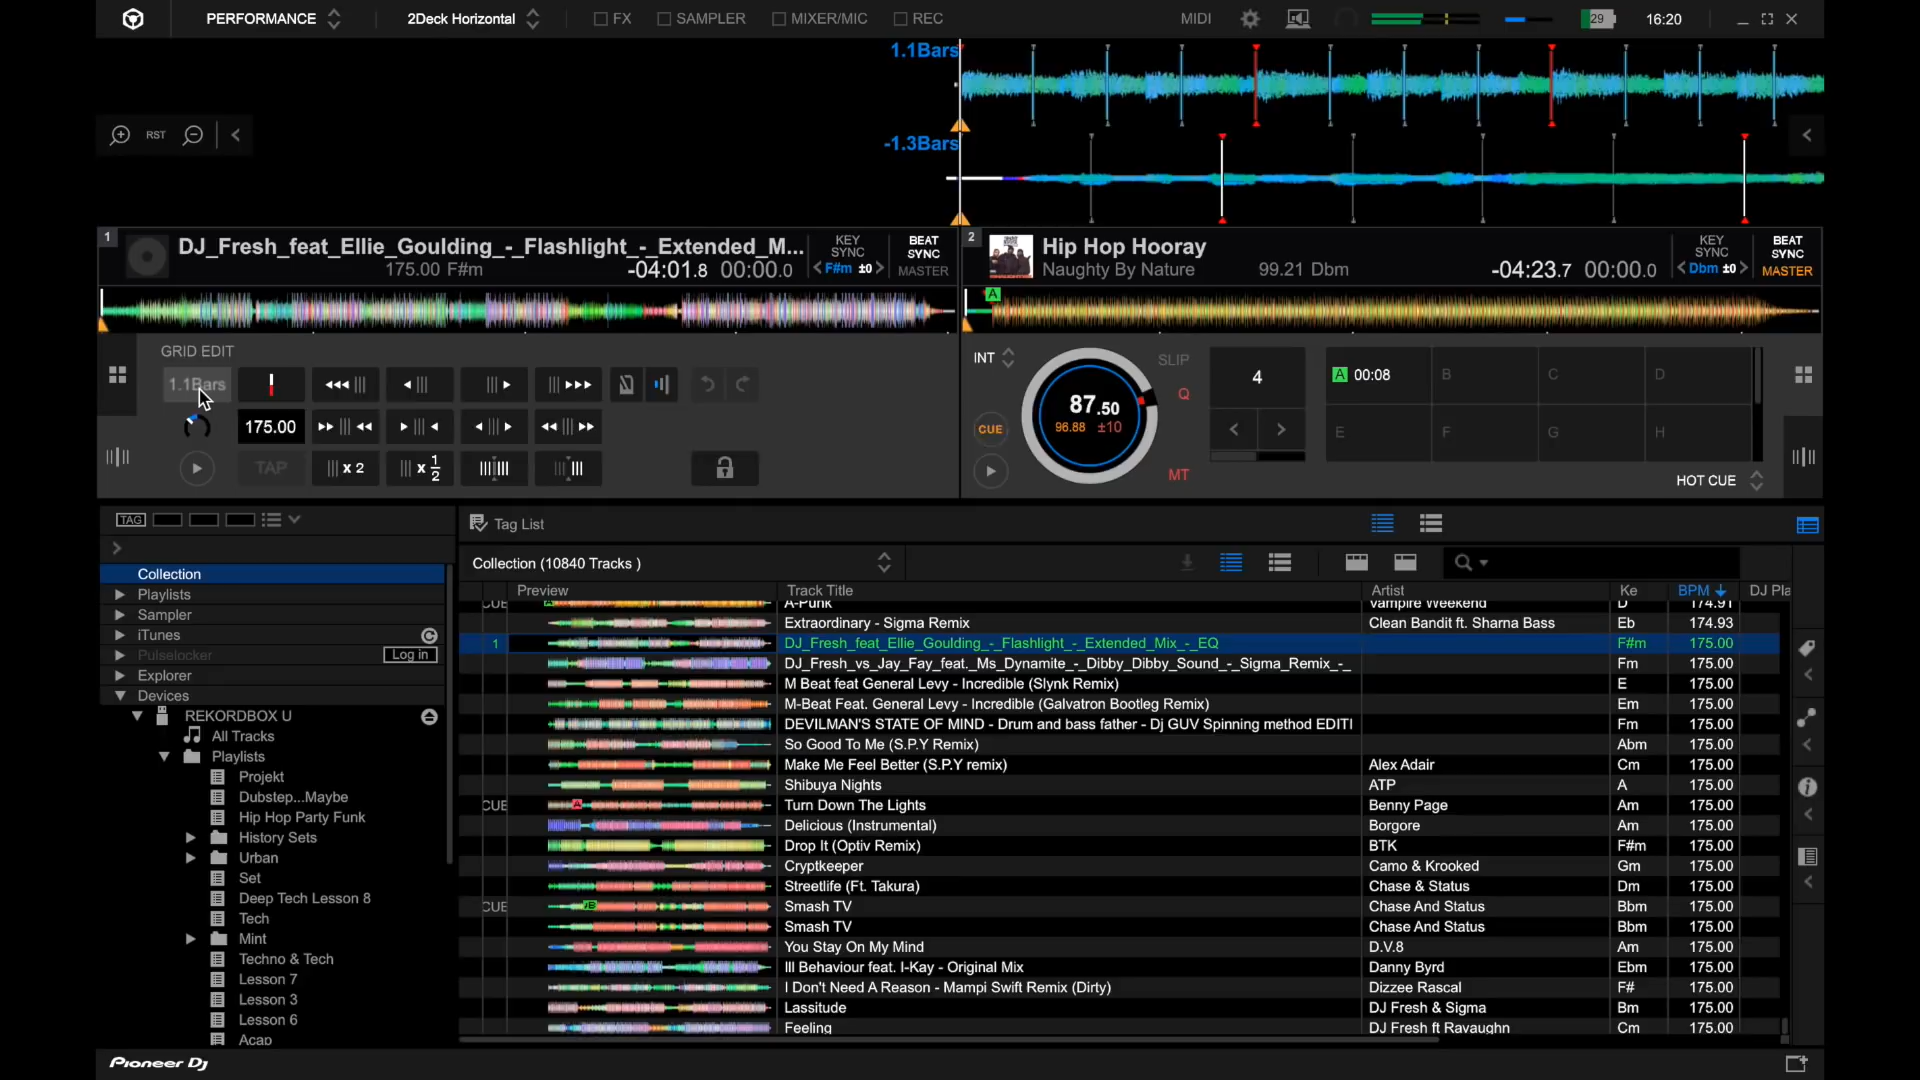 PERFORMANCE 2Deck Horizontal FX SAMPLER MIXER/MIC REC MIDI 29 16:20
1.1Bars
RST
-1.3Bars
1 DJ_Fresh_feat_Ellie_Goulding_-_Flashlight_-_Extended_M... KEY SYNC BEAT SYNC
175.00 F#m -04:01.8 00:00.0 F#m ±0 MASTER
2 Hip Hop Hooray KEY SYNC BEAT SYNC
Naughty By Nature 99.21 Dbm -04:23.7 00:00.0 Dbm ±0 MASTER
A
GRID EDIT
1.1Bars
175.00
TAP x 2 x 1/2
INT SLIP
Q
87.50
96.88 ±10
CUE
MT
4
A 00:08 B C D
E F G H
HOT CUE
TAG
Collection
Playlists
Sampler
iTunes
Pulselocker Log in
Explorer
Devices
REKORDBOX U
All Tracks
Playlists
Projekt
Dubstep...Maybe
Hip Hop Party Funk
History Sets
Urban
Set
Deep Tech Lesson 8
Tech
Mint
Techno & Tech
Lesson 7
Lesson 3
Lesson 6
Acap
Tag List
Collection (10840 Tracks )
Preview Track Title Artist Ke BPM DJ Pla
CUE A-Punk Vampire Weekend D 174.91
Extraordinary - Sigma Remix Clean Bandit ft. Sharna Bass Eb 174.93
1 DJ_Fresh_feat_Ellie_Goulding_-_Flashlight_-_Extended_Mix_-_EQ F#m 175.00
DJ_Fresh_vs_Jay_Fay_feat._Ms_Dynamite_-_Dibby_Dibby_Sound_-_Sigma_Remix_-_ Fm 175.00
M Beat feat General Levy - Incredible (Slynk Remix) E 175.00
M-Beat Feat. General Levy - Incredible (Galvatron Bootleg Remix) Em 175.00
DEVILMAN'S STATE OF MIND - Drum and bass father - Dj GUV Spinning method EDIT! Fm 175.00
So Good To Me (S.P.Y Remix) Abm 175.00
Make Me Feel Better (S.P.Y remix) Alex Adair Cm 175.00
Shibuya Nights ATP A 175.00
CUE Turn Down The Lights Benny Page Am 175.00
Delicious (Instrumental) Borgore Am 175.00
Drop It (Optiv Remix) BTK F#m 175.00
Cryptkeeper Camo & Krooked Gm 175.00
Streetlife (Ft. Takura) Chase & Status Dm 175.00
CUE Smash TV Chase And Status Bbm 175.00
Smash TV Chase And Status Bbm 175.00
You Stay On My Mind D.V.8 Am 175.00
Ill Behaviour feat. I-Kay - Original Mix Danny Byrd Ebm 175.00
I Don't Need A Reason - Mampi Swift Remix (Dirty) Dizzee Rascal F# 175.00
Lassitude DJ Fresh & Sigma Bm 175.00
Feeling DJ Fresh ft Ravaughn Cm 175.00
Pioneer Dj